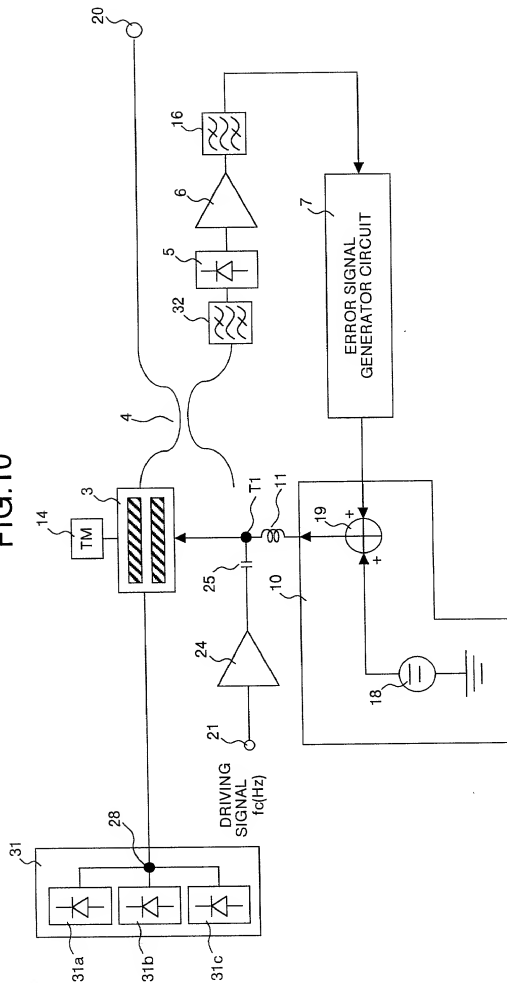 FIG.10
31
31a
31b
31c
28
DRIVING
SIGNAL
fc(Hz)
21
24
25
14
TM
3
T1
11
10
18
19
+
+
4
32
5
6
16
20
7
ERROR SIGNAL
GENERATOR CIRCUIT